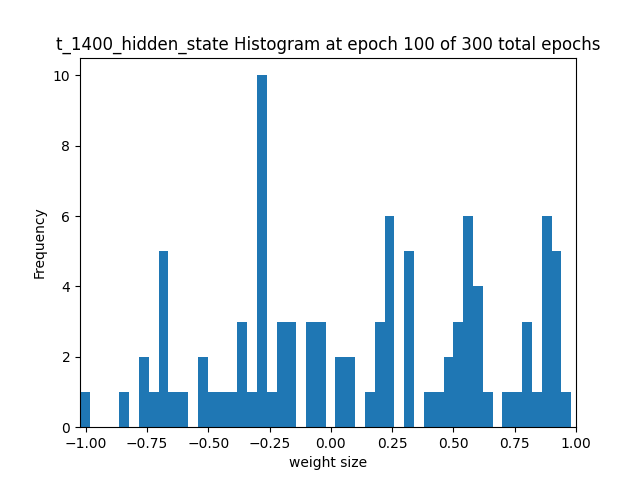 t_1400_hidden_state Histogram at epoch 100 of 300 total epochs
10
8
6
4
2
0
Frequency
−1.00 −0.75 −0.50 −0.25 0.00 0.25 0.50 0.75 1.00
weight size